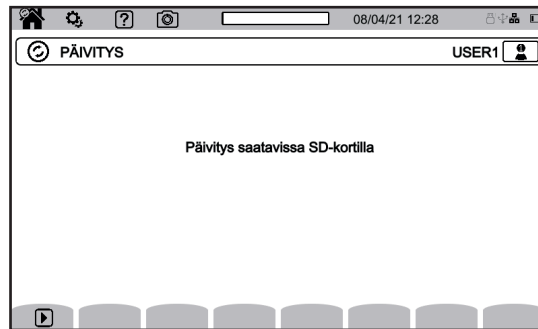 ? 08/04/21 12:28
PÄIVITYS USER1
Päivitys saatavissa SD-kortilla